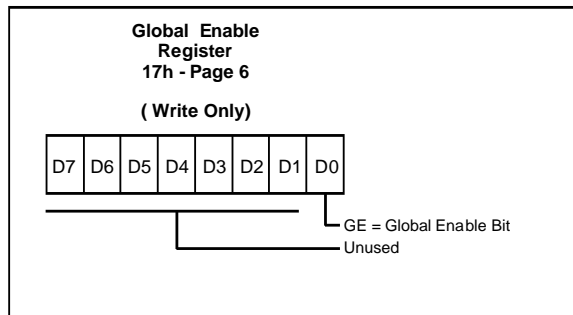 Global Enable
Register
17h - Page 6
( Write Only)
D7 D6 D5 D4 D3 D2 D1 D0
GE = Global Enable Bit
Unused